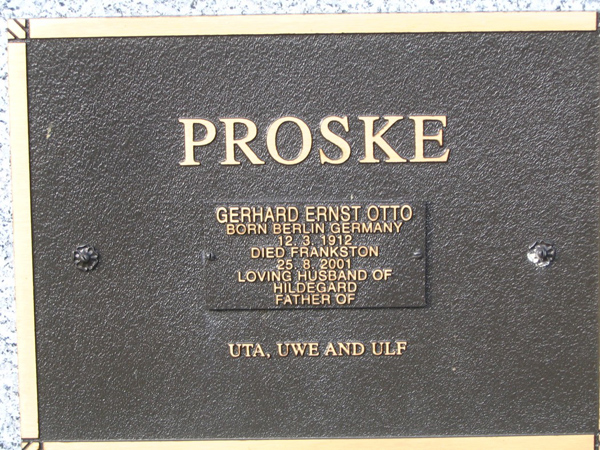 PROSKE
GERHARD ERNST OTTO
BORN BERLIN GERMANY
12. 3. 1912
DIED FRANKSTON
25. 8. 2001
LOVING HUSBAND OF
HILDEGARD
FATHER OF
UTA, UWE AND ULF